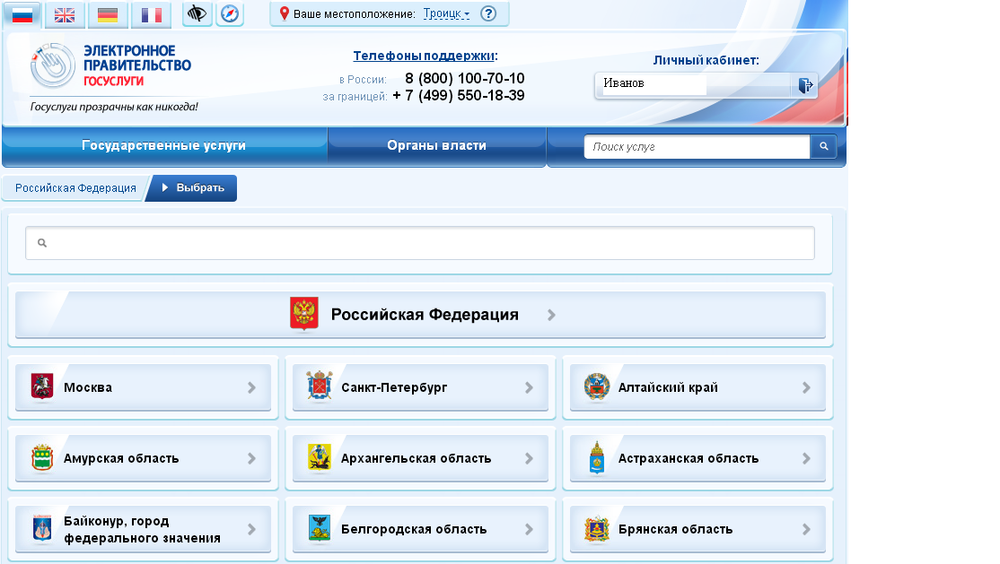 Ваше местоположение: Троицк ?
ЭЛЕКТРОННОЕ
ПРАВИТЕЛЬСТВО
ГОСУСЛУГИ
Госуслуги прозрачны как никогда!
Телефоны поддержки:
в России: 8 (800) 100-70-10
за границей: + 7 (499) 550-18-39
Личный кабинет:
Иванов
Государственные услуги
Органы власти
Поиск услуг
Российская Федерация
Выбрать
Российская Федерация
Москва
Санкт-Петербург
Алтайский край
Амурская область
Архангельская область
Астраханская область
Байконур, город
федерального значения
Белгородская область
Брянская область